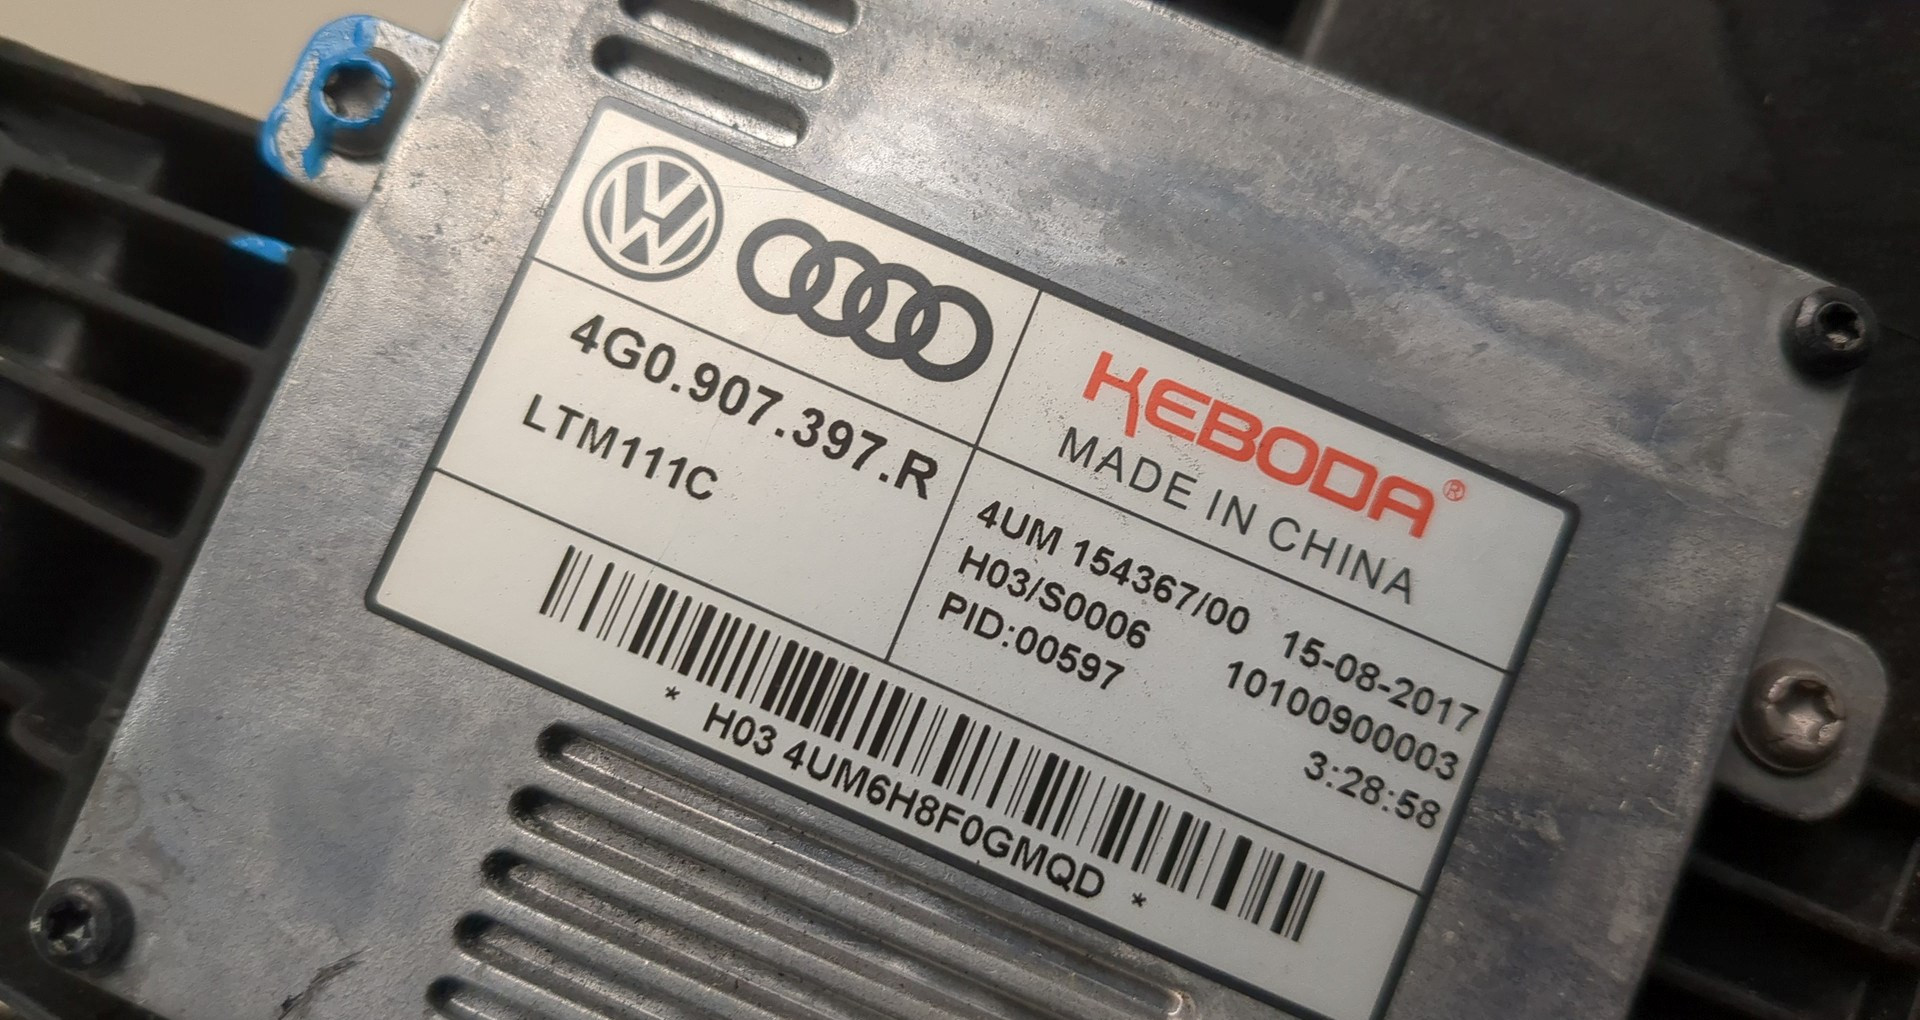 KEBODA®
MADE IN CHINA
4G0.907.397.R
LTM111C
4UM 154367/00 15-08-2017
H03/S0006 10100900003
PID:00597 3:28:58
* H03 4UM6H8F0GMQD *